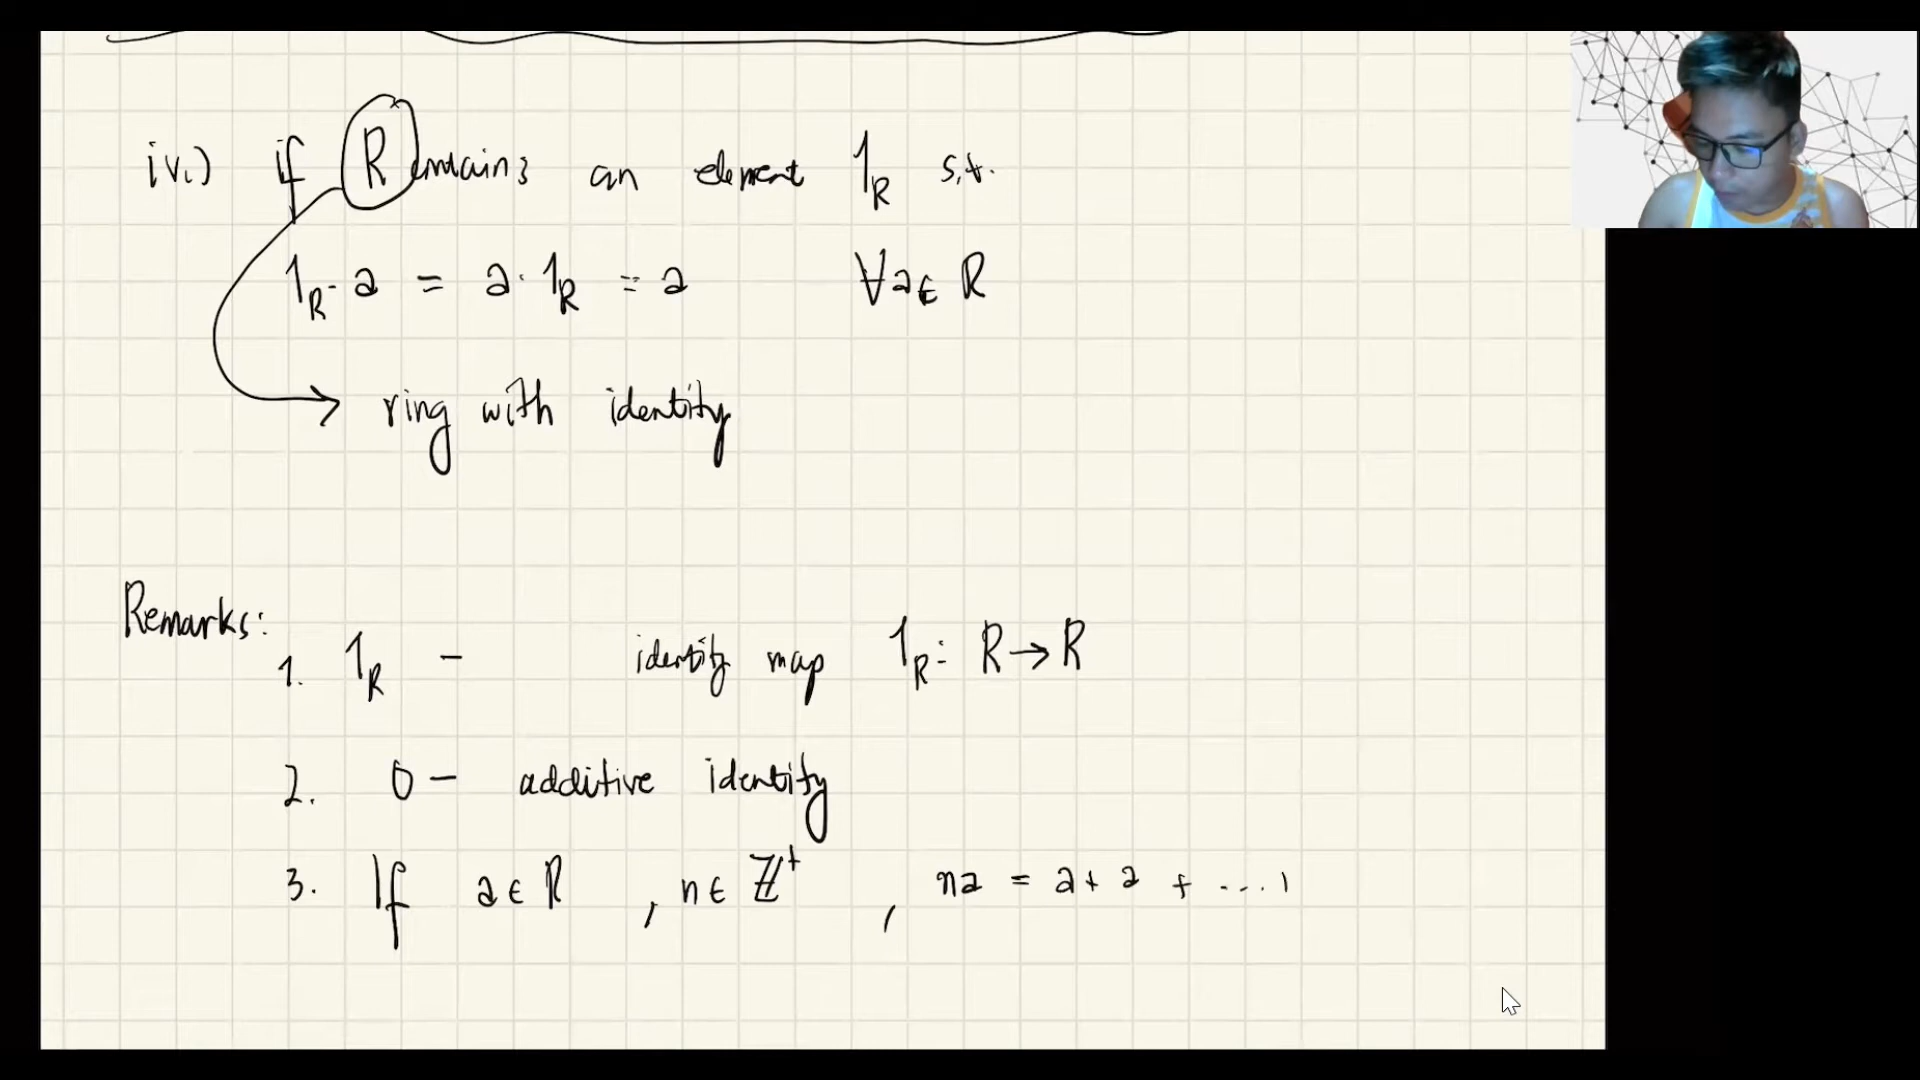 iv.) if R contains an element 1_R s.t.
1_R · a = a · 1_R = a ∀a∈ R
→ ring with identity
Remarks:
1. 1_R - identity map 1_R : R→R
2. 0 - additive identity
3. If a∈R , n∈ℤ⁺ , na = a + a + ...